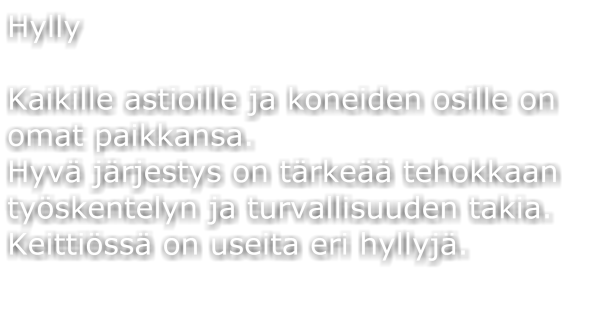 Hylly
Kaikille astioille ja koneiden osille on
omat paikkansa.
Hyvä järjestys on tärkeää tehokkaan
työskentelyn ja turvallisuuden takia.
Keittiössä on useita eri hyllyjä.